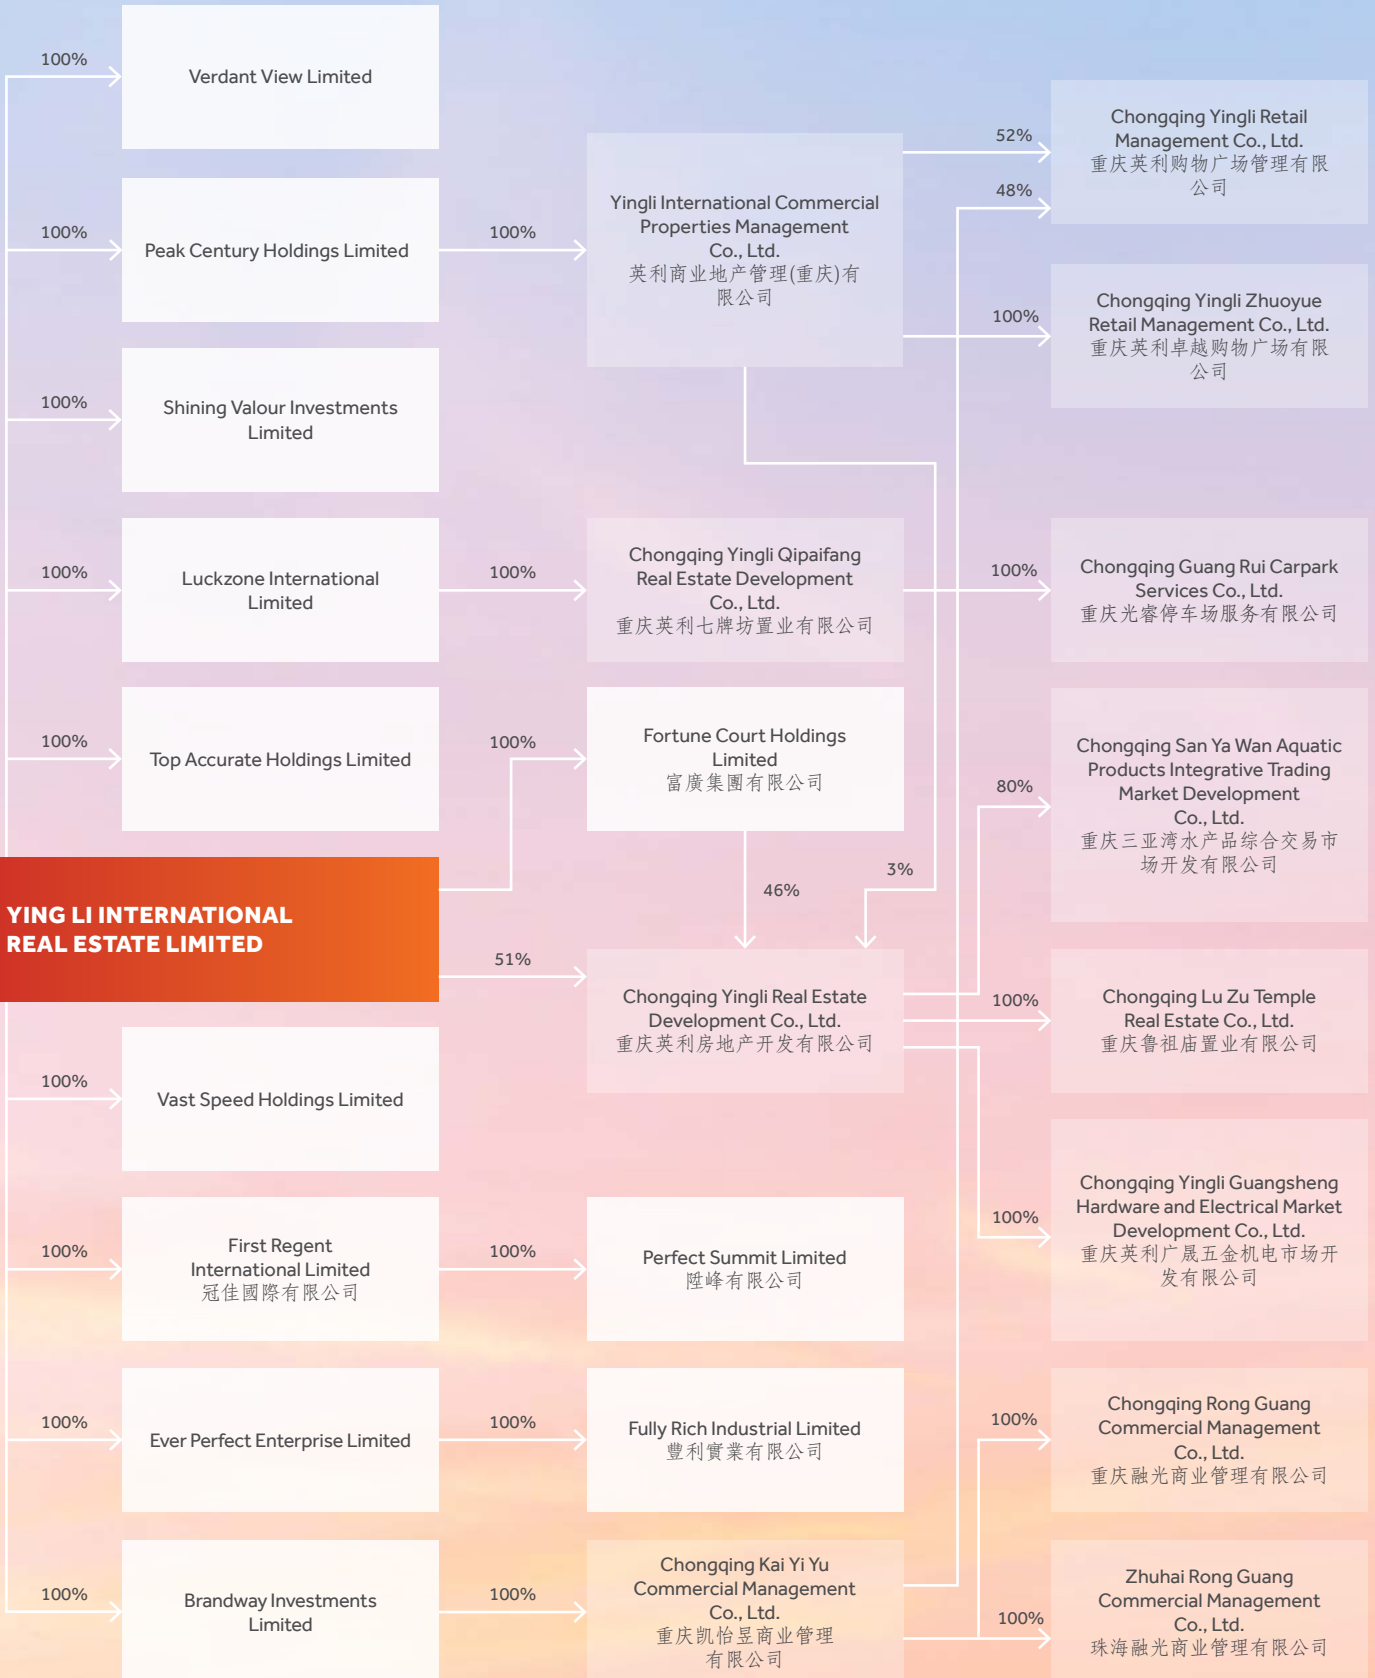 100%
Verdant View Limited
100%
Peak Century Holdings Limited
100%
Shining Valour Investments
Limited
100%
Luckzone International
Limited
100%
Top Accurate Holdings Limited
YING LI INTERNATIONAL
REAL ESTATE LIMITED
100%
Vast Speed Holdings Limited
100%
First Regent
International Limited
冠佳國際有限公司
100%
Ever Perfect Enterprise Limited
100%
Brandway Investments
Limited
100%
Yingli International Commercial
Properties Management
Co., Ltd.
英利商业地产管理(重庆)有
限公司
100%
Chongqing Yingli Qipaifang
Real Estate Development
Co., Ltd.
重庆英利七牌坊置业有限公司
100%
Fortune Court Holdings
Limited
富廣集團有限公司
46%
3%
51%
Chongqing Yingli Real Estate
Development Co., Ltd.
重庆英利房地产开发有限公司
100%
Perfect Summit Limited
陞峰有限公司
100%
Fully Rich Industrial Limited
豐利實業有限公司
100%
Chongqing Kai Yi Yu
Commercial Management
Co., Ltd.
重庆凯怡昱商业管理
有限公司
52%
48%
Chongqing Yingli Retail
Management Co., Ltd.
重庆英利购物广场管理有限
公司
100%
Chongqing Yingli Zhuoyue
Retail Management Co., Ltd.
重庆英利卓越购物广场有限
公司
100%
Chongqing Guang Rui Carpark
Services Co., Ltd.
重庆光睿停车场服务有限公司
80%
Chongqing San Ya Wan Aquatic
Products Integrative Trading
Market Development
Co., Ltd.
重庆三亚湾水产品综合交易市
场开发有限公司
100%
Chongqing Lu Zu Temple
Real Estate Co., Ltd.
重庆鲁祖庙置业有限公司
100%
Chongqing Yingli Guangsheng
Hardware and Electrical Market
Development Co., Ltd.
重庆英利广晟五金机电市场开
发有限公司
100%
Chongqing Rong Guang
Commercial Management
Co., Ltd.
重庆融光商业管理有限公司
100%
Zhuhai Rong Guang
Commercial Management
Co., Ltd.
珠海融光商业管理有限公司